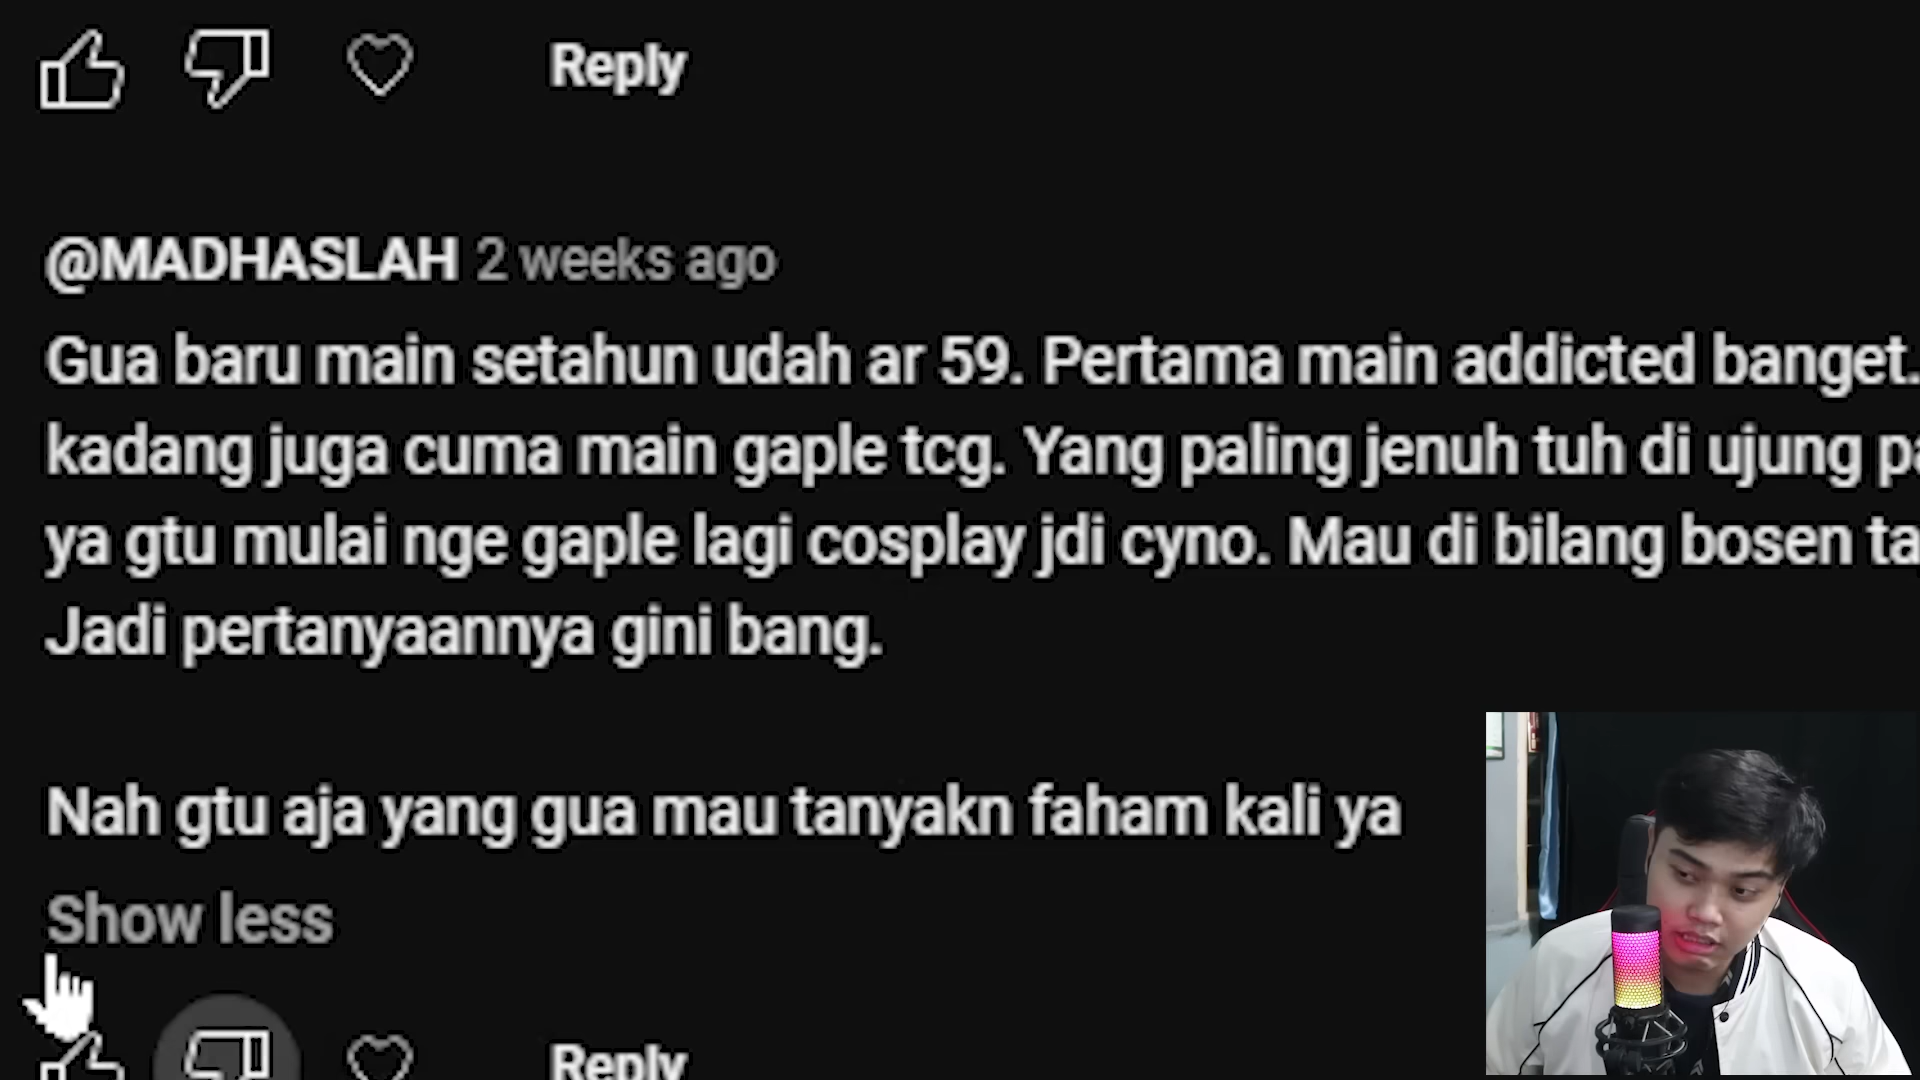 Reply
@MADHASLAH 2 weeks ago
Gua baru main setahun udah ar 59. Pertama main addicted banget.
kadang juga cuma main gaple tcg. Yang paling jenuh tuh di ujung
ya gtu mulai nge gaple lagi cosplay jdi cyno. Mau di bilang bosen
Jadi pertanyaannya gini bang.
Nah gtu aja yang gua mau tanyakn faham kali ya
Show less
Reply